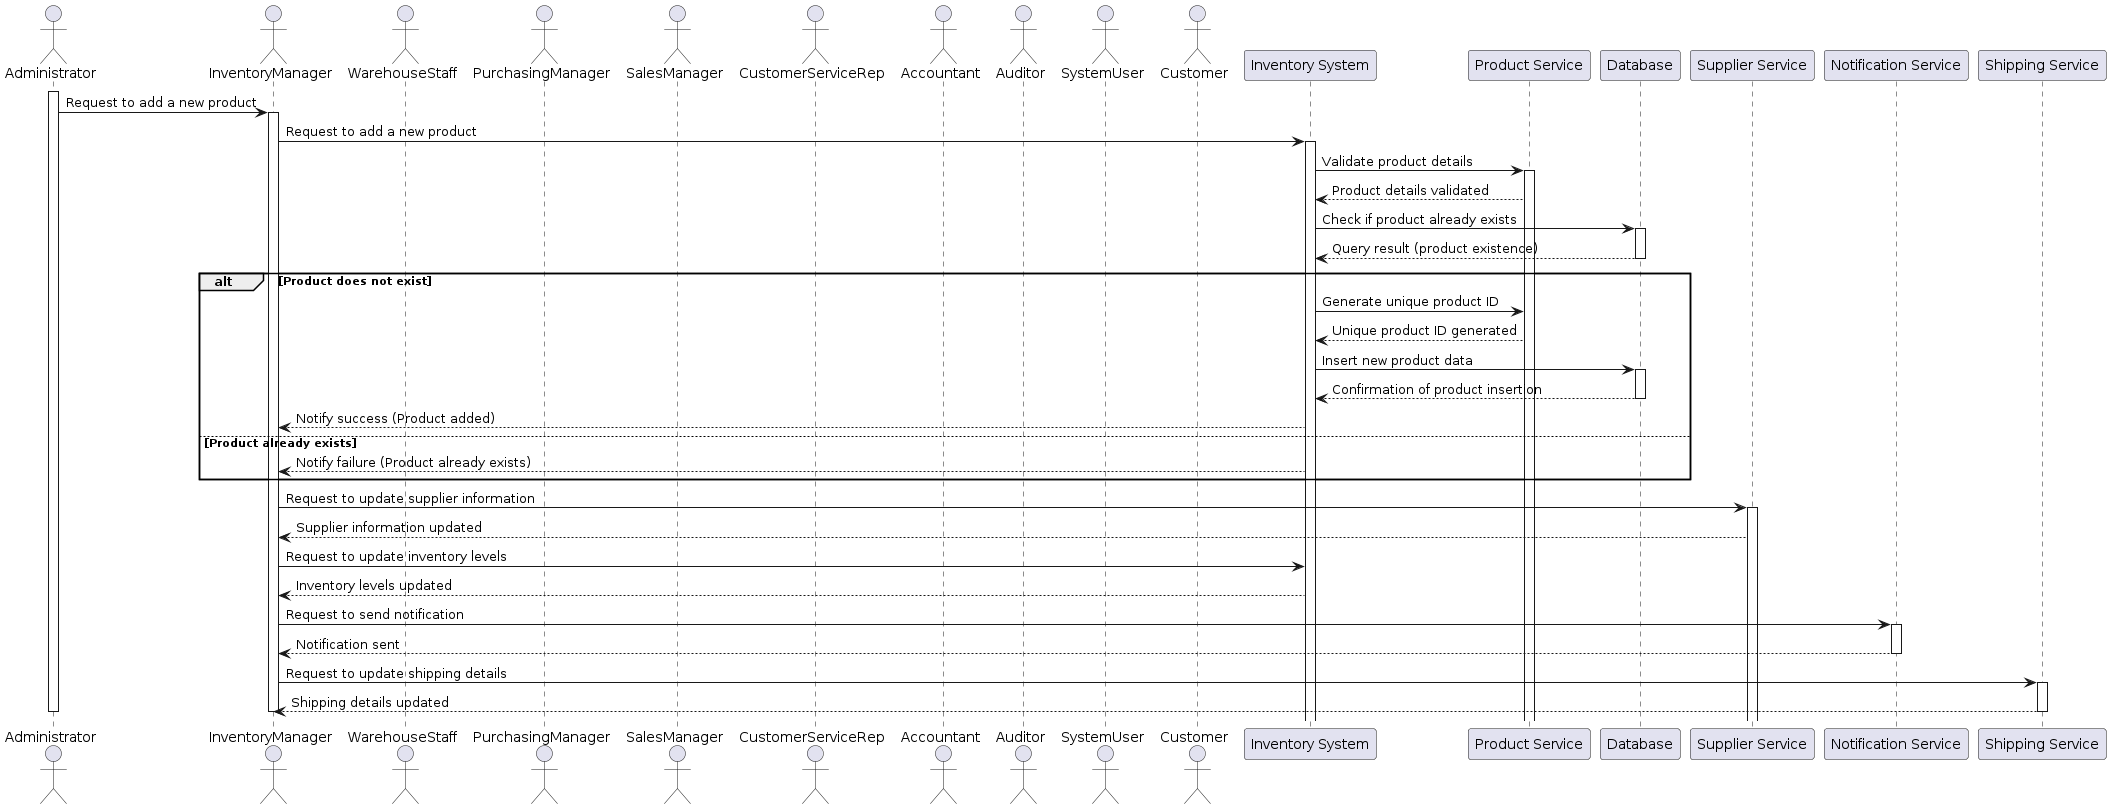 Administrator InventoryManager WarehouseStaff PurchasingManager SalesManager CustomerServiceRep Accountant Auditor SystemUser Customer Inventory System Product Service Database Supplier Service Notification Service Shipping Service
Request to add a new product
Request to add a new product
Validate product details
Product details validated
Check if product already exists
Query result (product existence)
alt [Product does not exist]
Generate unique product ID
Unique product ID generated
Insert new product data
Confirmation of product insertion
Notify success (Product added)
[Product already exists]
Notify failure (Product already exists)
Request to update supplier information
Supplier information updated
Request to update inventory levels
Inventory levels updated
Request to send notification
Notification sent
Request to update shipping details
Shipping details updated
Administrator InventoryManager WarehouseStaff PurchasingManager SalesManager CustomerServiceRep Accountant Auditor SystemUser Customer Inventory System Product Service Database Supplier Service Notification Service Shipping Service